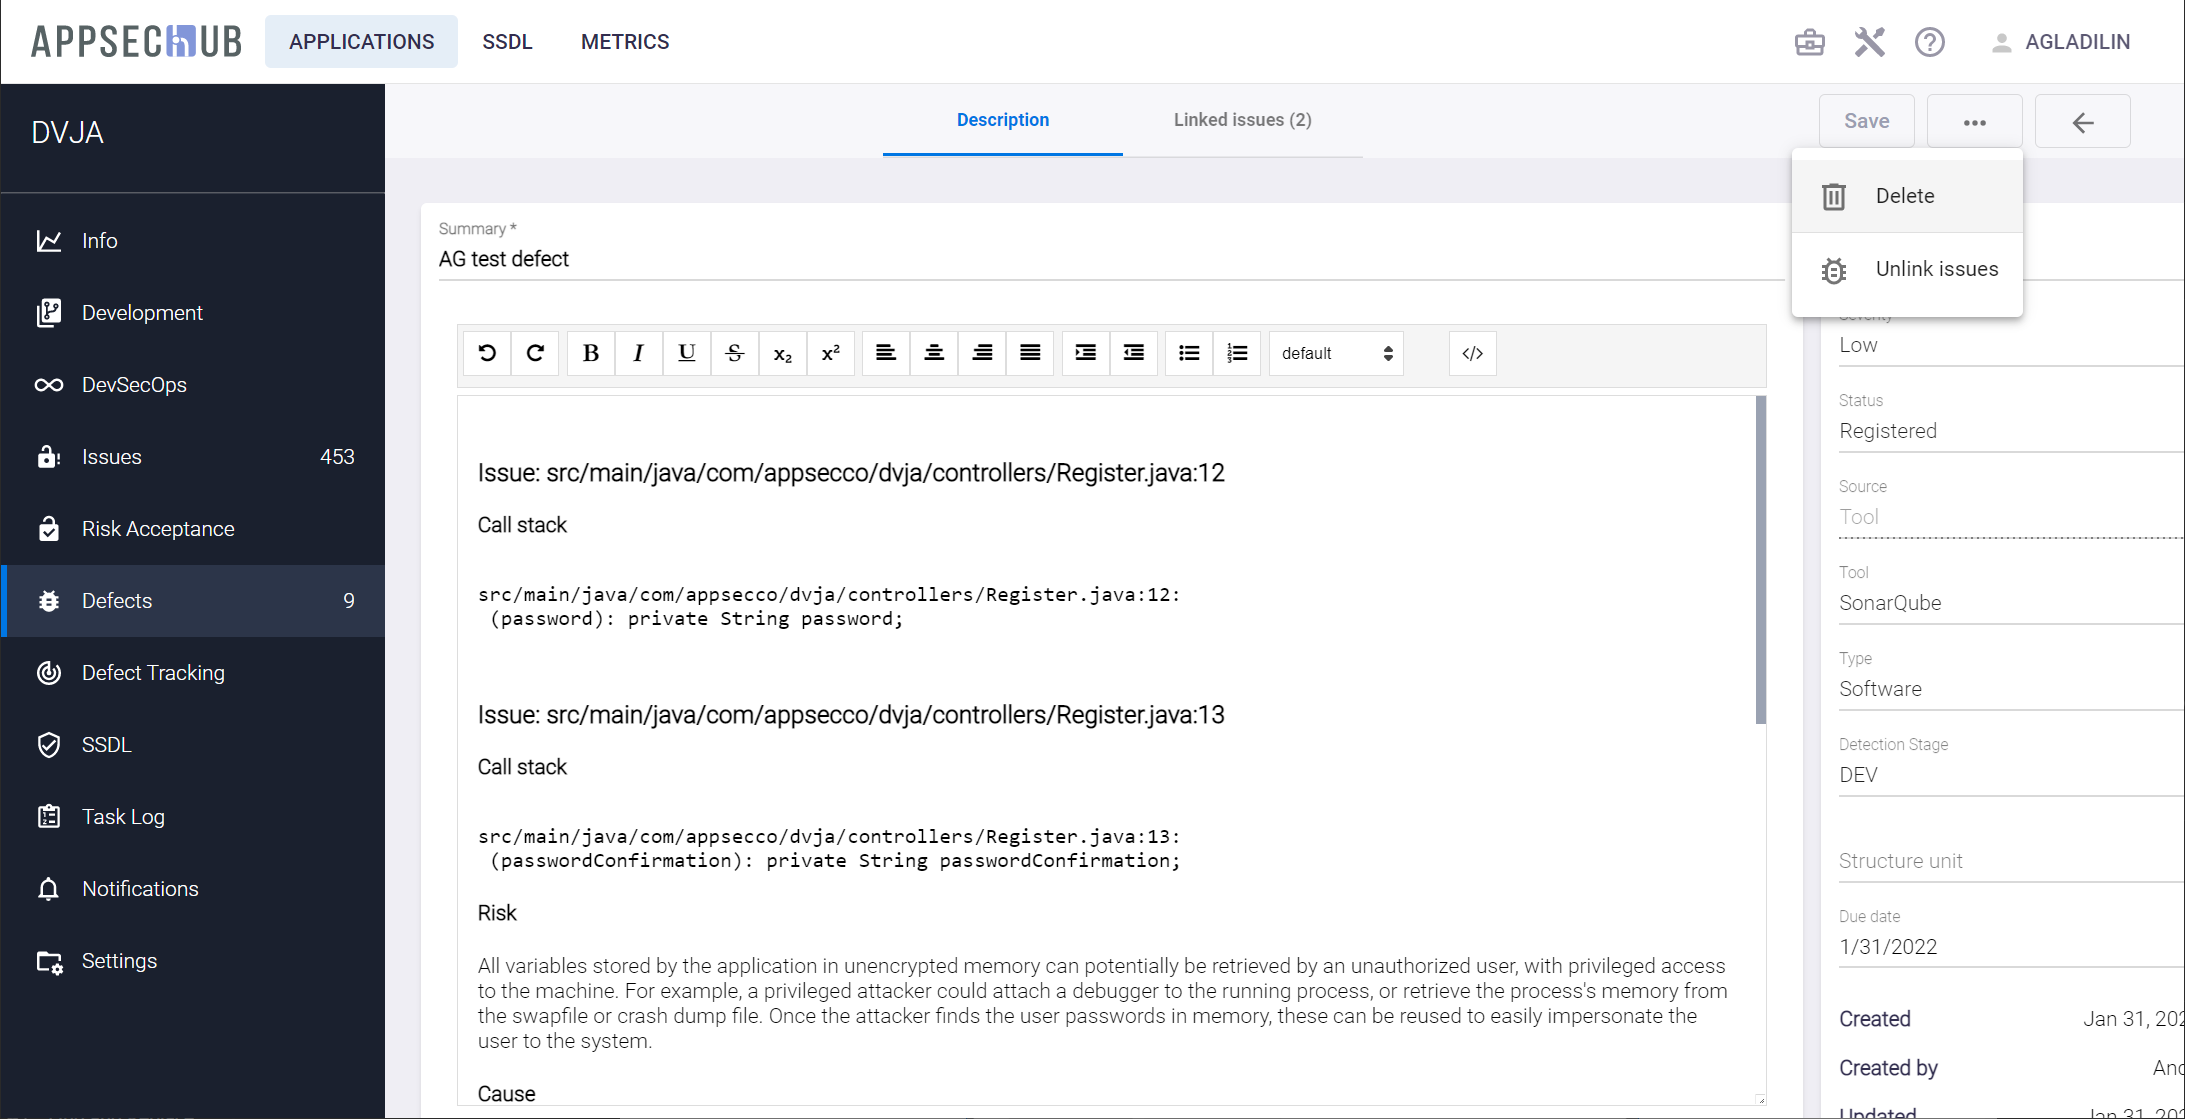 APPSECHUB
APPLICATIONS
SSDL
METRICS
AGLADILIN
DVJA
Info
Development
DevSecOps
Issues 453
Risk Acceptance
Defects 9
Defect Tracking
SSDL
Task Log
Notifications
Settings
Description
Linked issues (2)
Save
Delete
Unlink issues
Summary *
AG test defect
B I U S x₂ x²
default
</>
Issue: src/main/java/com/appsecco/dvja/controllers/Register.java:12
Call stack
src/main/java/com/appsecco/dvja/controllers/Register.java:12:
(password): private String password;
Issue: src/main/java/com/appsecco/dvja/controllers/Register.java:13
Call stack
src/main/java/com/appsecco/dvja/controllers/Register.java:13:
(passwordConfirmation): private String passwordConfirmation;
Risk
All variables stored by the application in unencrypted memory can potentially be retrieved by an unauthorized user, with privileged access
to the machine. For example, a privileged attacker could attach a debugger to the running process, or retrieve the process's memory from
the swapfile or crash dump file. Once the attacker finds the user passwords in memory, these can be reused to easily impersonate the
user to the system.
Cause
Severity
Low
Status
Registered
Source
Tool
Tool
SonarQube
Type
Software
Detection Stage
DEV
Structure unit
Due date
1/31/2022
Created Jan 31, 202
Created by And
Updated Jan 31, 202